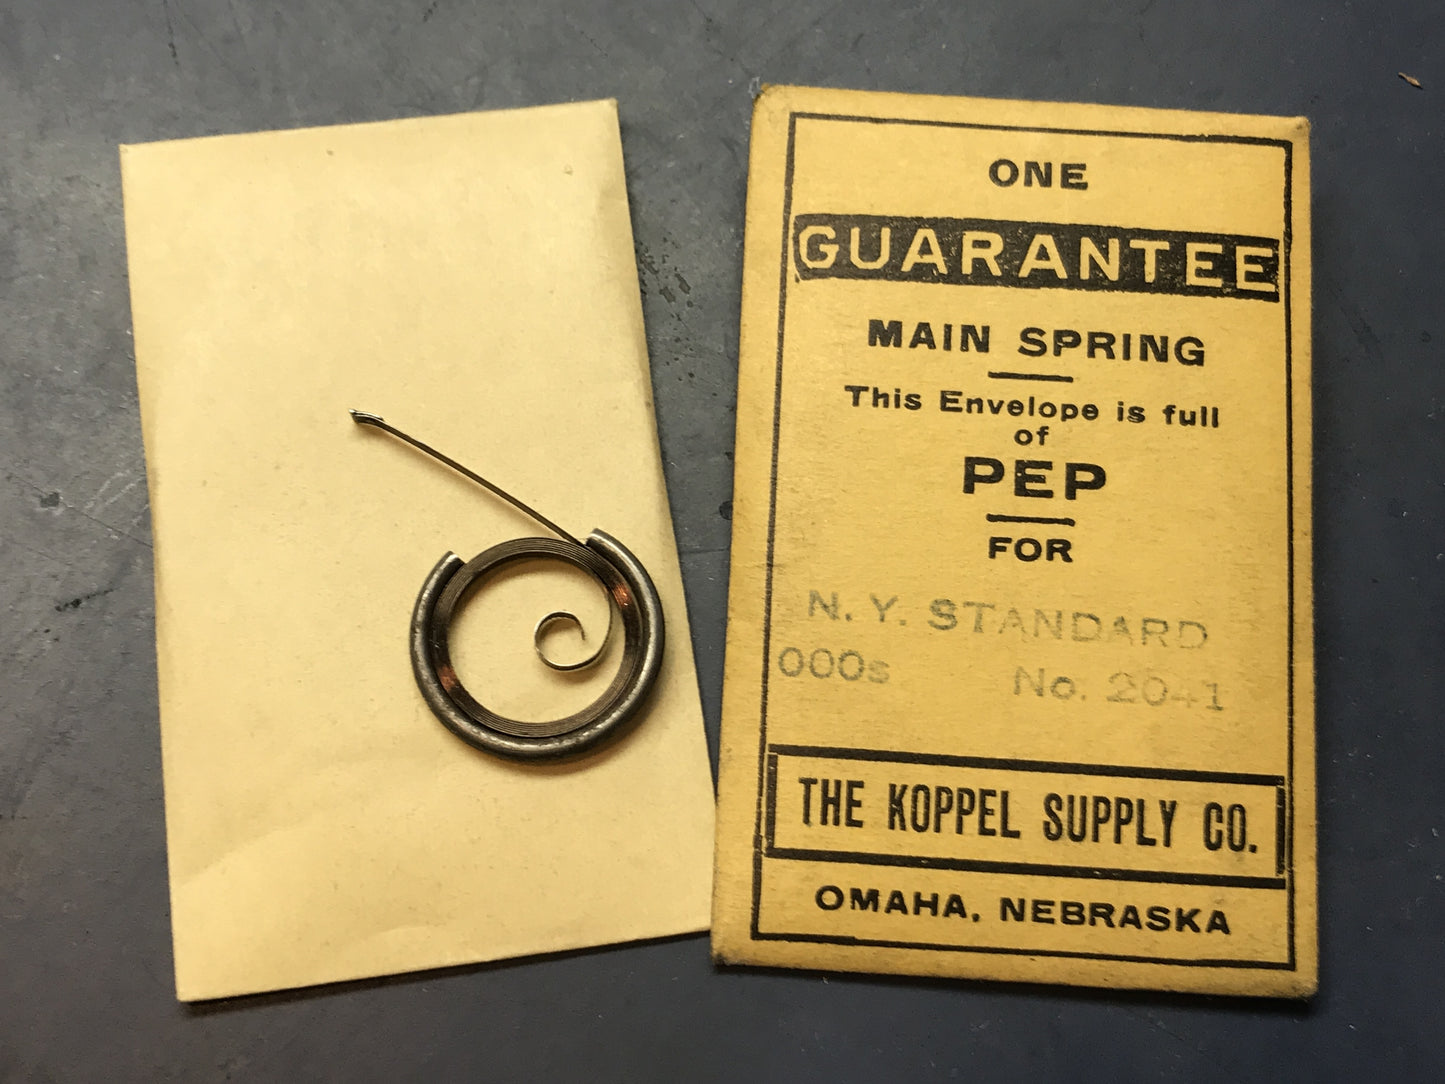 ONE
GUARANTEE
MAIN SPRING
This Envelope is full
of
PEP
FOR
N. Y. STANDARD
000s No. 2041
THE KOPPEL SUPPLY CO.
OMAHA, NEBRASKA